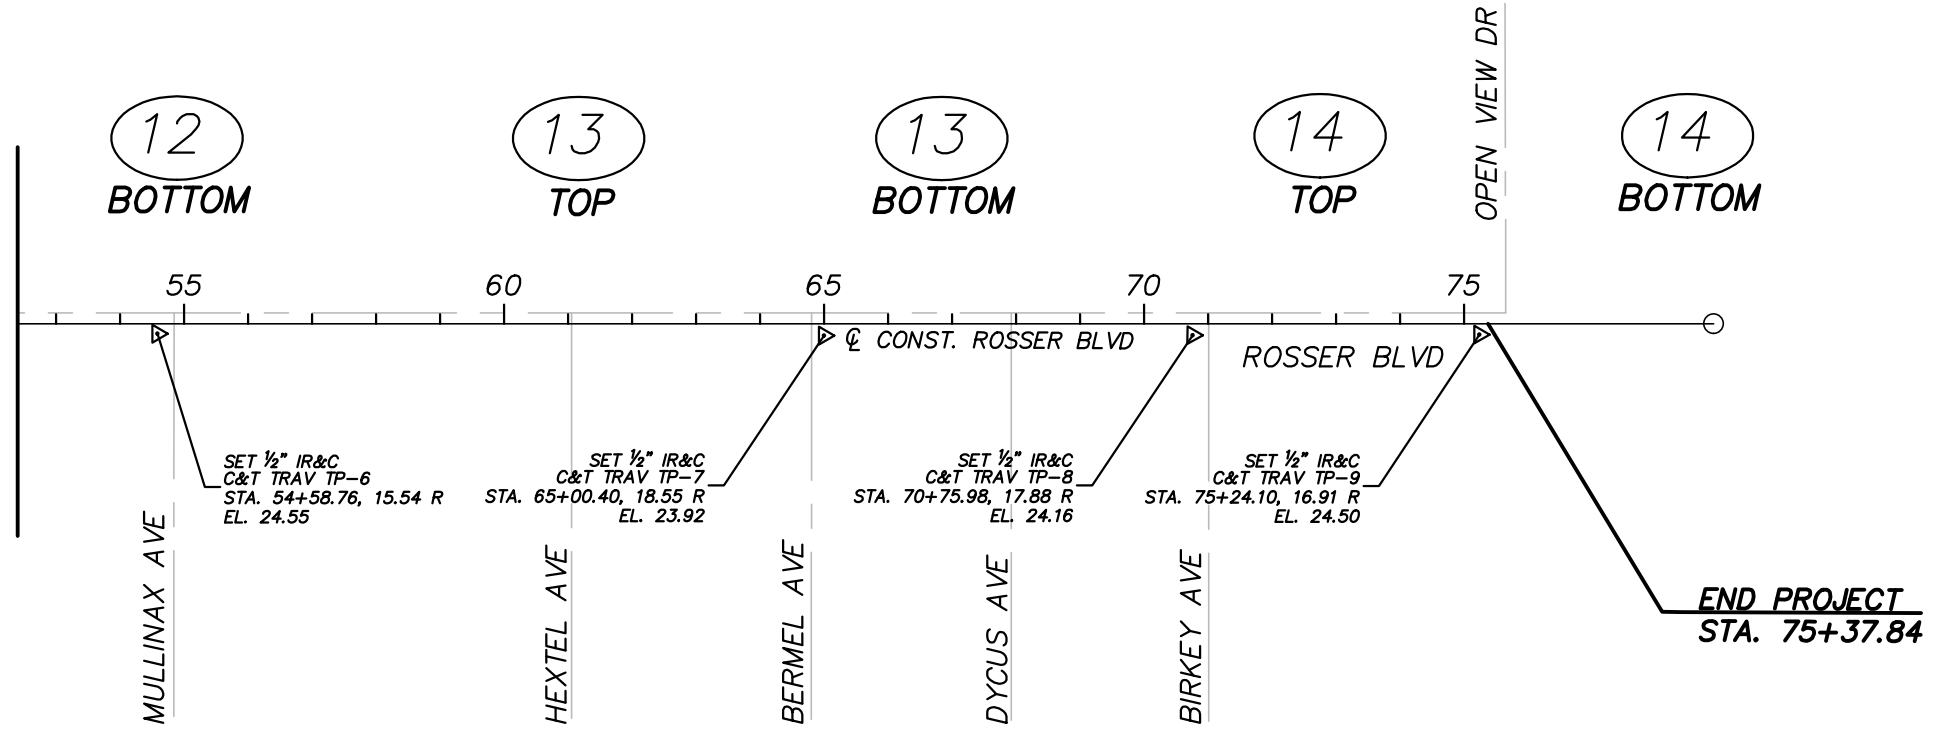 OPEN VIEW DR
12
BOTTOM
13
TOP
13
BOTTOM
14
TOP
14
BOTTOM
55
60
65
70
75
℄ CONST. ROSSER BLVD
ROSSER BLVD
SET ½" IR&C
C&T TRAV TP-6
STA. 54+58.76, 15.54 R
EL. 24.55
SET ½" IR&C
C&T TRAV TP-7
STA. 65+00.40, 18.55 R
EL. 23.92
SET ½" IR&C
C&T TRAV TP-8
STA. 70+75.98, 17.88 R
EL. 24.16
SET ½" IR&C
C&T TRAV TP-9
STA. 75+24.10, 16.91 R
EL. 24.50
MULLINAX AVE
HEXTEL AVE
BERMEL AVE
DYCUS AVE
BIRKEY AVE
END PROJECT
STA. 75+37.84